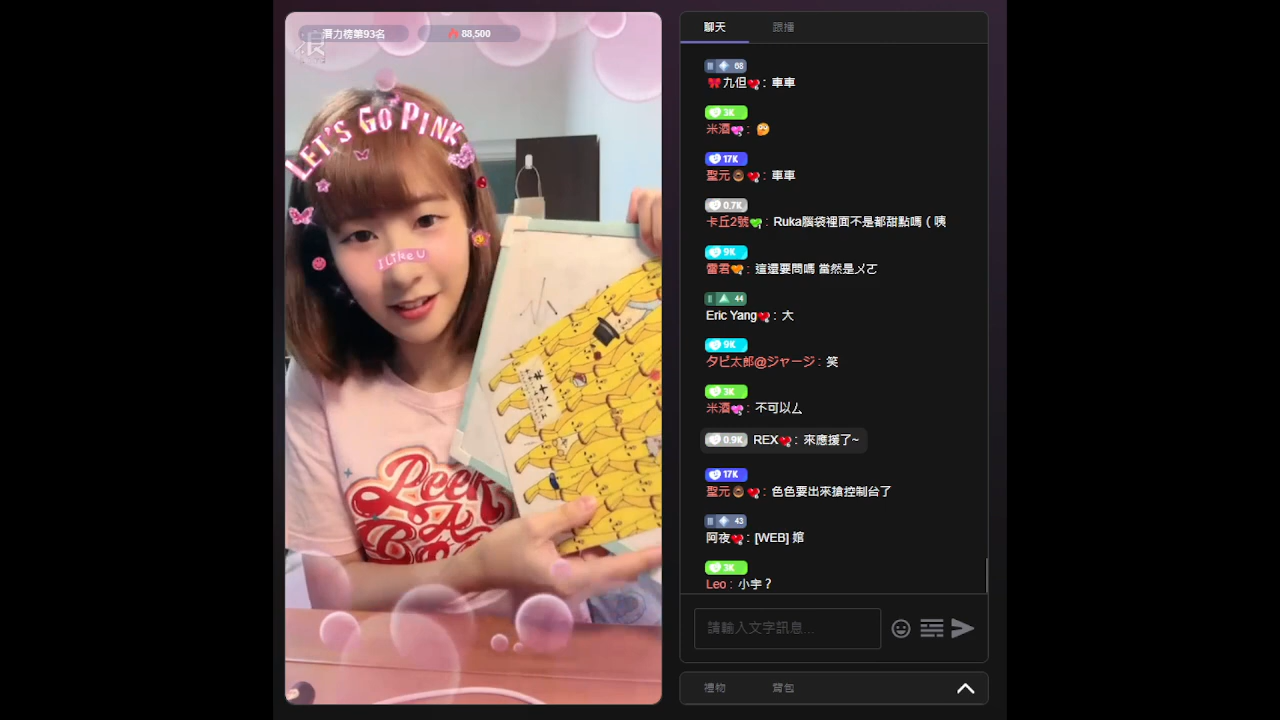 潛力榜第93名
88,500
浪
LET'S GO PINK
I Like U
PEEK
A
聊天
跟播
68
九但: 車車
3K
米酒:
17K
聖元: 車車
0.7K
卡丘2號: Ruka腦袋裡面不是都甜點嗎 ( 咦
9K
雷君: 這還要問嗎 當然是ㄨㄛ
44
Eric Yang: 大
9K
タピ太郎@ジャージ: 笑
3K
米酒: 不可以ㄙ
0.9K REX: 來應援了~
17K
聖元: 色色要出來搶控制台了
43
阿夜: [WEB] 婠
3K
Leo: 小宇？
請輸入文字訊息...
禮物
背包